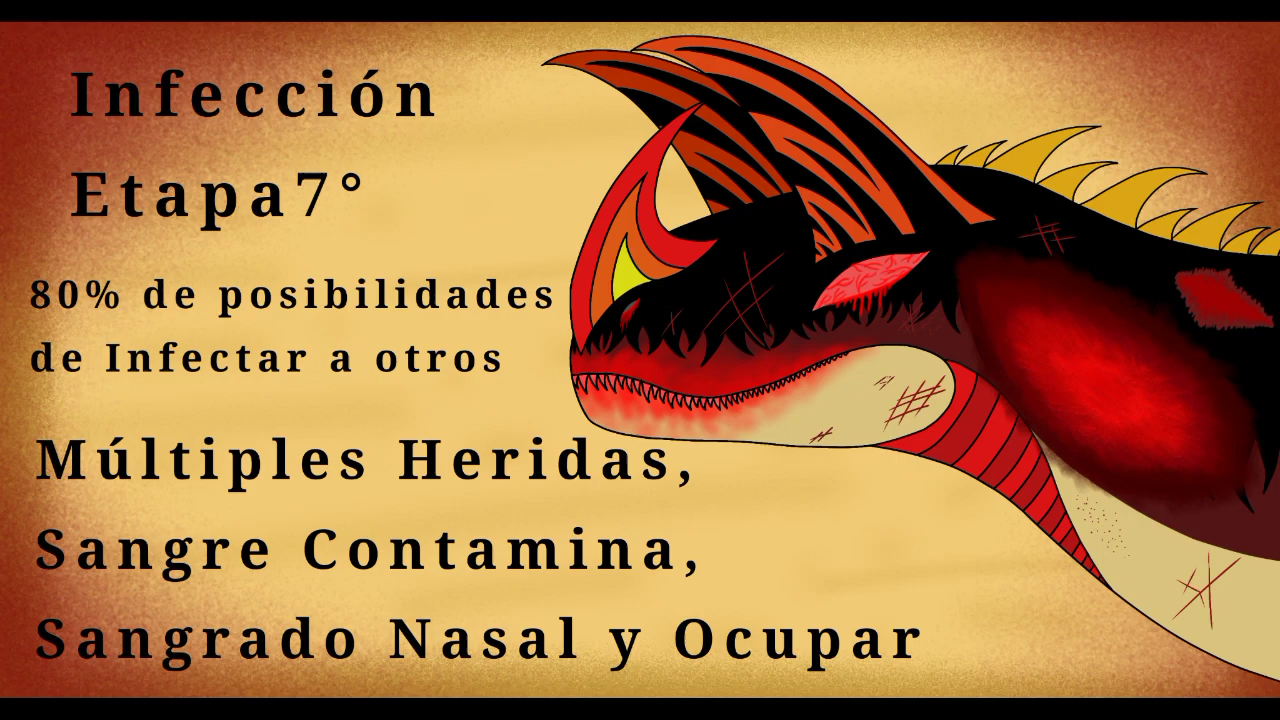 Infección
Etapa7°
80% de posibilidades
de Infectar a otros
Múltiples Heridas,
Sangre Contamina,
Sangrado Nasal y Ocupar